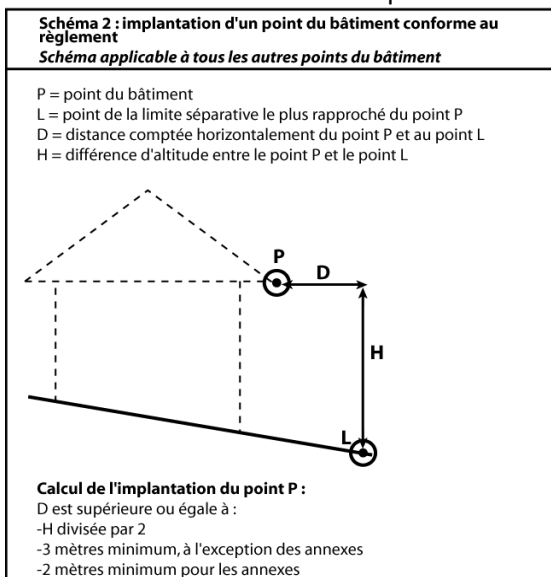 Schéma 2 : implantation d'un point du bâtiment conforme au
règlement
Schéma applicable à tous les autres points du bâtiment
P = point du bâtiment
L = point de la limite séparative le plus rapproché du point P
D = distance comptée horizontalement du point P et au point L
H = différence d'altitude entre le point P et le point L
P
D
H
L
Calcul de l'implantation du point P :
D est supérieure ou égale à :
-H divisée par 2
-3 mètres minimum, à l'exception des annexes
-2 mètres minimum pour les annexes